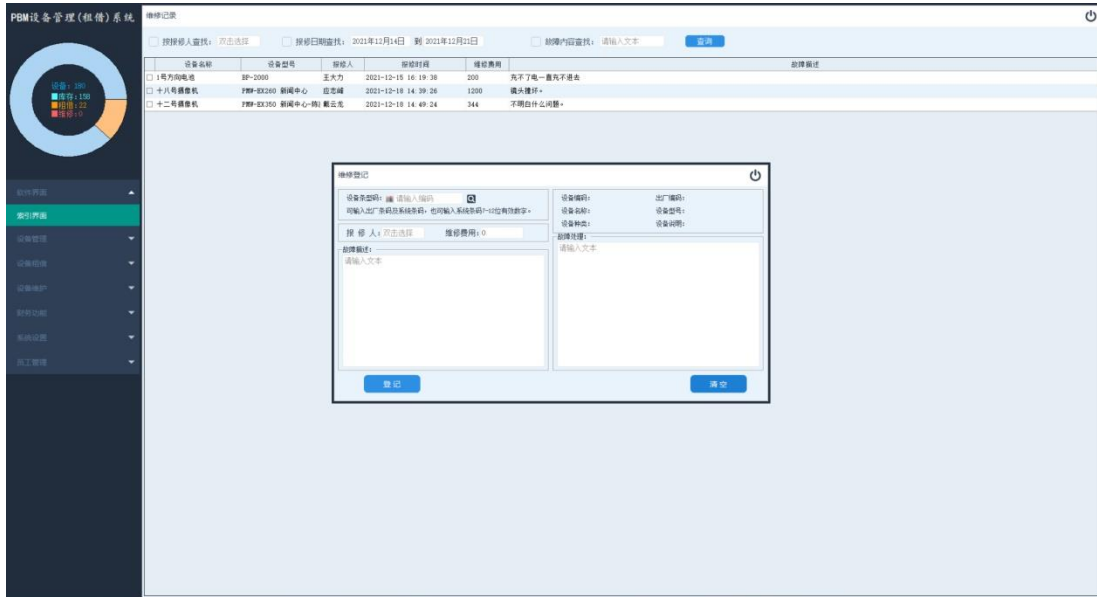 PBM设备管理(租借)系统
维修记录
按报修人查找: 双击选择 按修日期查找: 2021年12月14日 到 2021年12月21日 故障内容查找: 请输入文本 查询
设备名称 设备型号 报修人 报修时间 维修费用 故障描述
1号方向电池 BP-2000 王大力 2021-12-15 16:19:38 200 充不了电一直充不进去
十八号摄像机 PMW-EX260 新闻中心 应志峰 2021-12-18 14:39:26 1200 镜头撞坏。
十二号摄像机 PMW-EX350 新闻中心 戴云龙 2021-12-18 14:49:24 344 不明白什么问题。
设备: 180
库存: 158
租借: 22
报修: 0
软件界面
索引界面
设备管理
设备租借
设备维护
财务功能
系统设置
员工管理
维修登记
设备条型码: 请输入编码
可输入出厂条码及系统条码, 也可输入系统条码7-12位有效数字。
报 修 人: 双击选择 维修费用: 0
故障描述:
请输入文本
设备编码: 出厂编码:
设备名称: 设备型号:
设备种类: 设备说明:
故障处理:
请输入文本
登记
清空